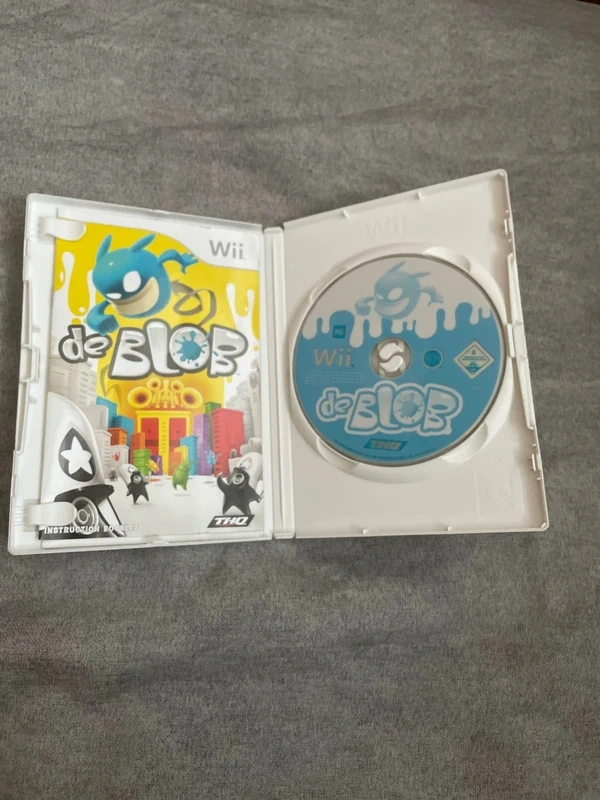 Wii
de BLOB
INSTRUCTION BOOKLET
THQ
Wii
Wii
de BLOB
THQ